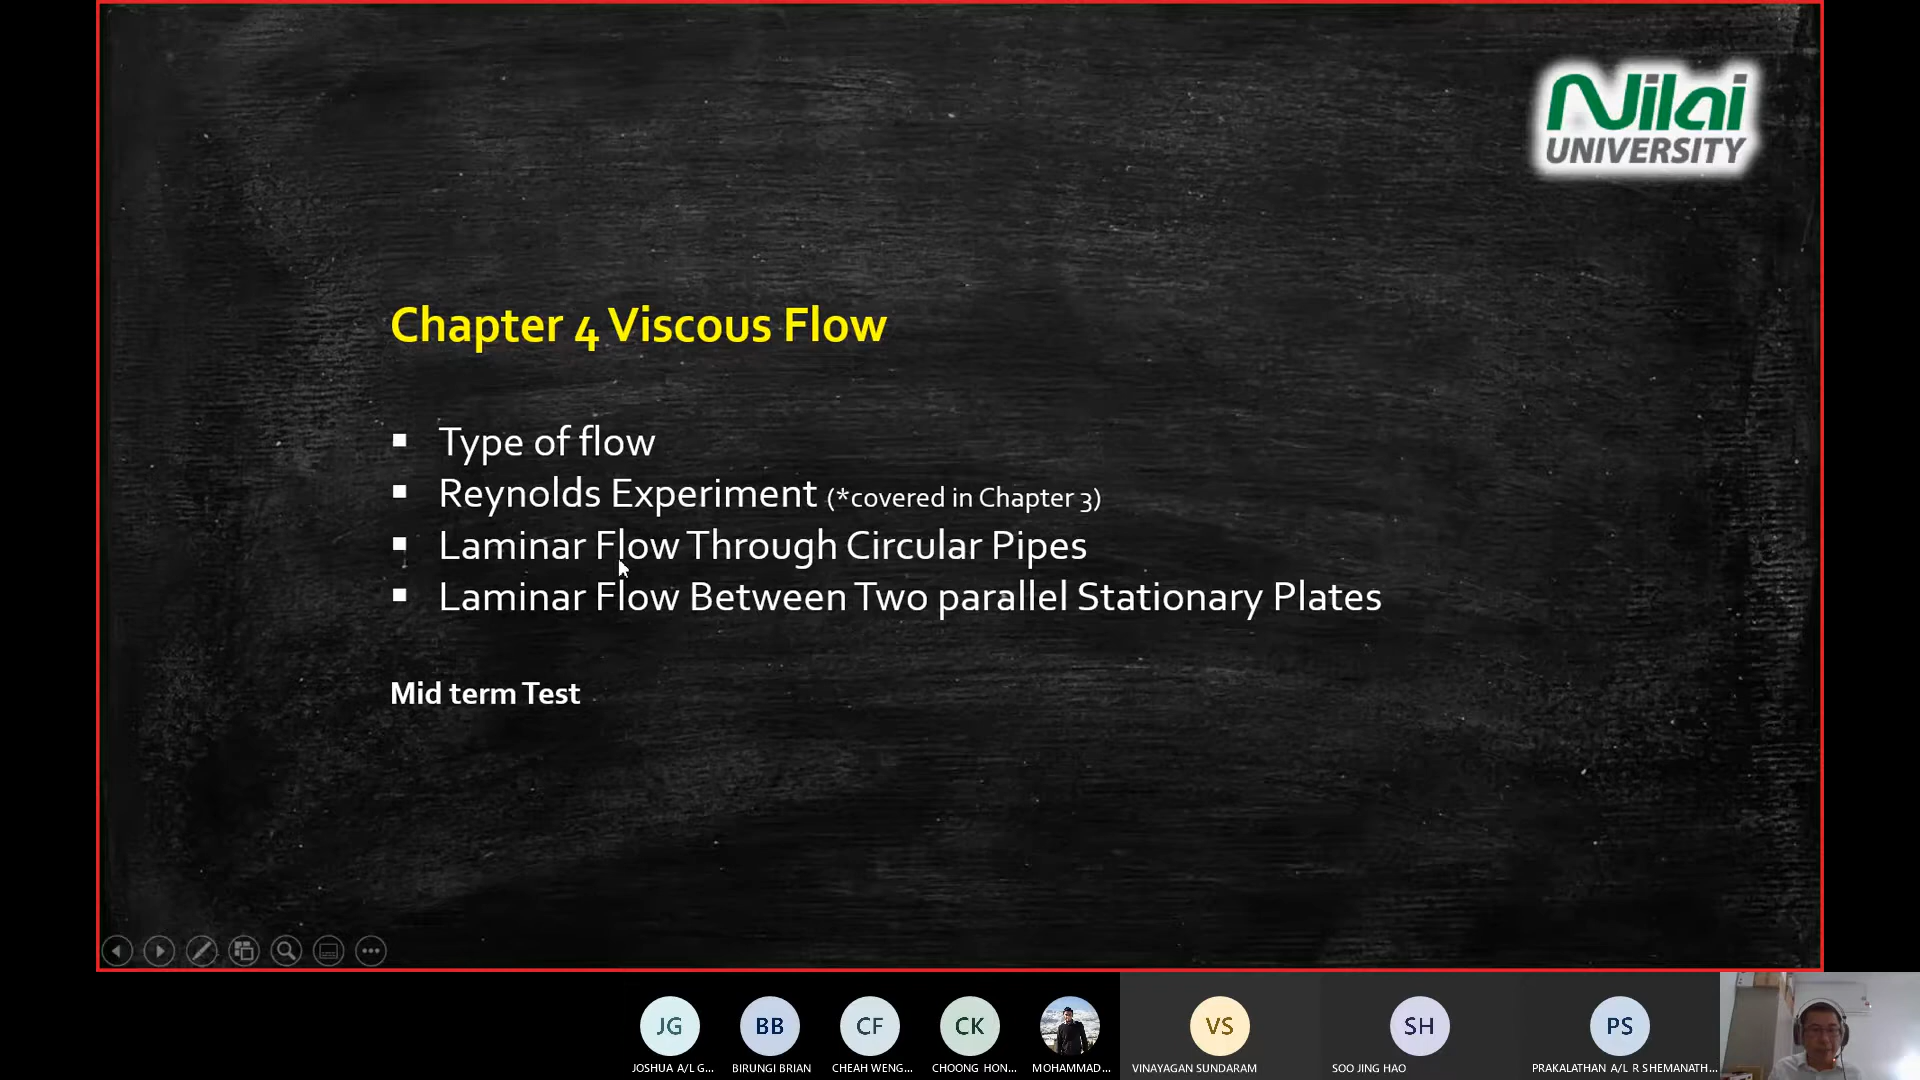 Nilai
UNIVERSITY
Chapter 4 Viscous Flow
Type of flow
Reynolds Experiment (*covered in Chapter 3)
Laminar Flow Through Circular Pipes
Laminar Flow Between Two parallel Stationary Plates
Mid term Test
JG
BB
CF
CK
VS
SH
PS
JOSHUA A/L G...
BIRUNGI BRIAN
CHEAH WENG...
CHOONG HON...
MOHAMMAD...
VINAYAGAN SUNDARAM
SOO JING HAO
PRAKALATHAN A/L R SHEMANATH...